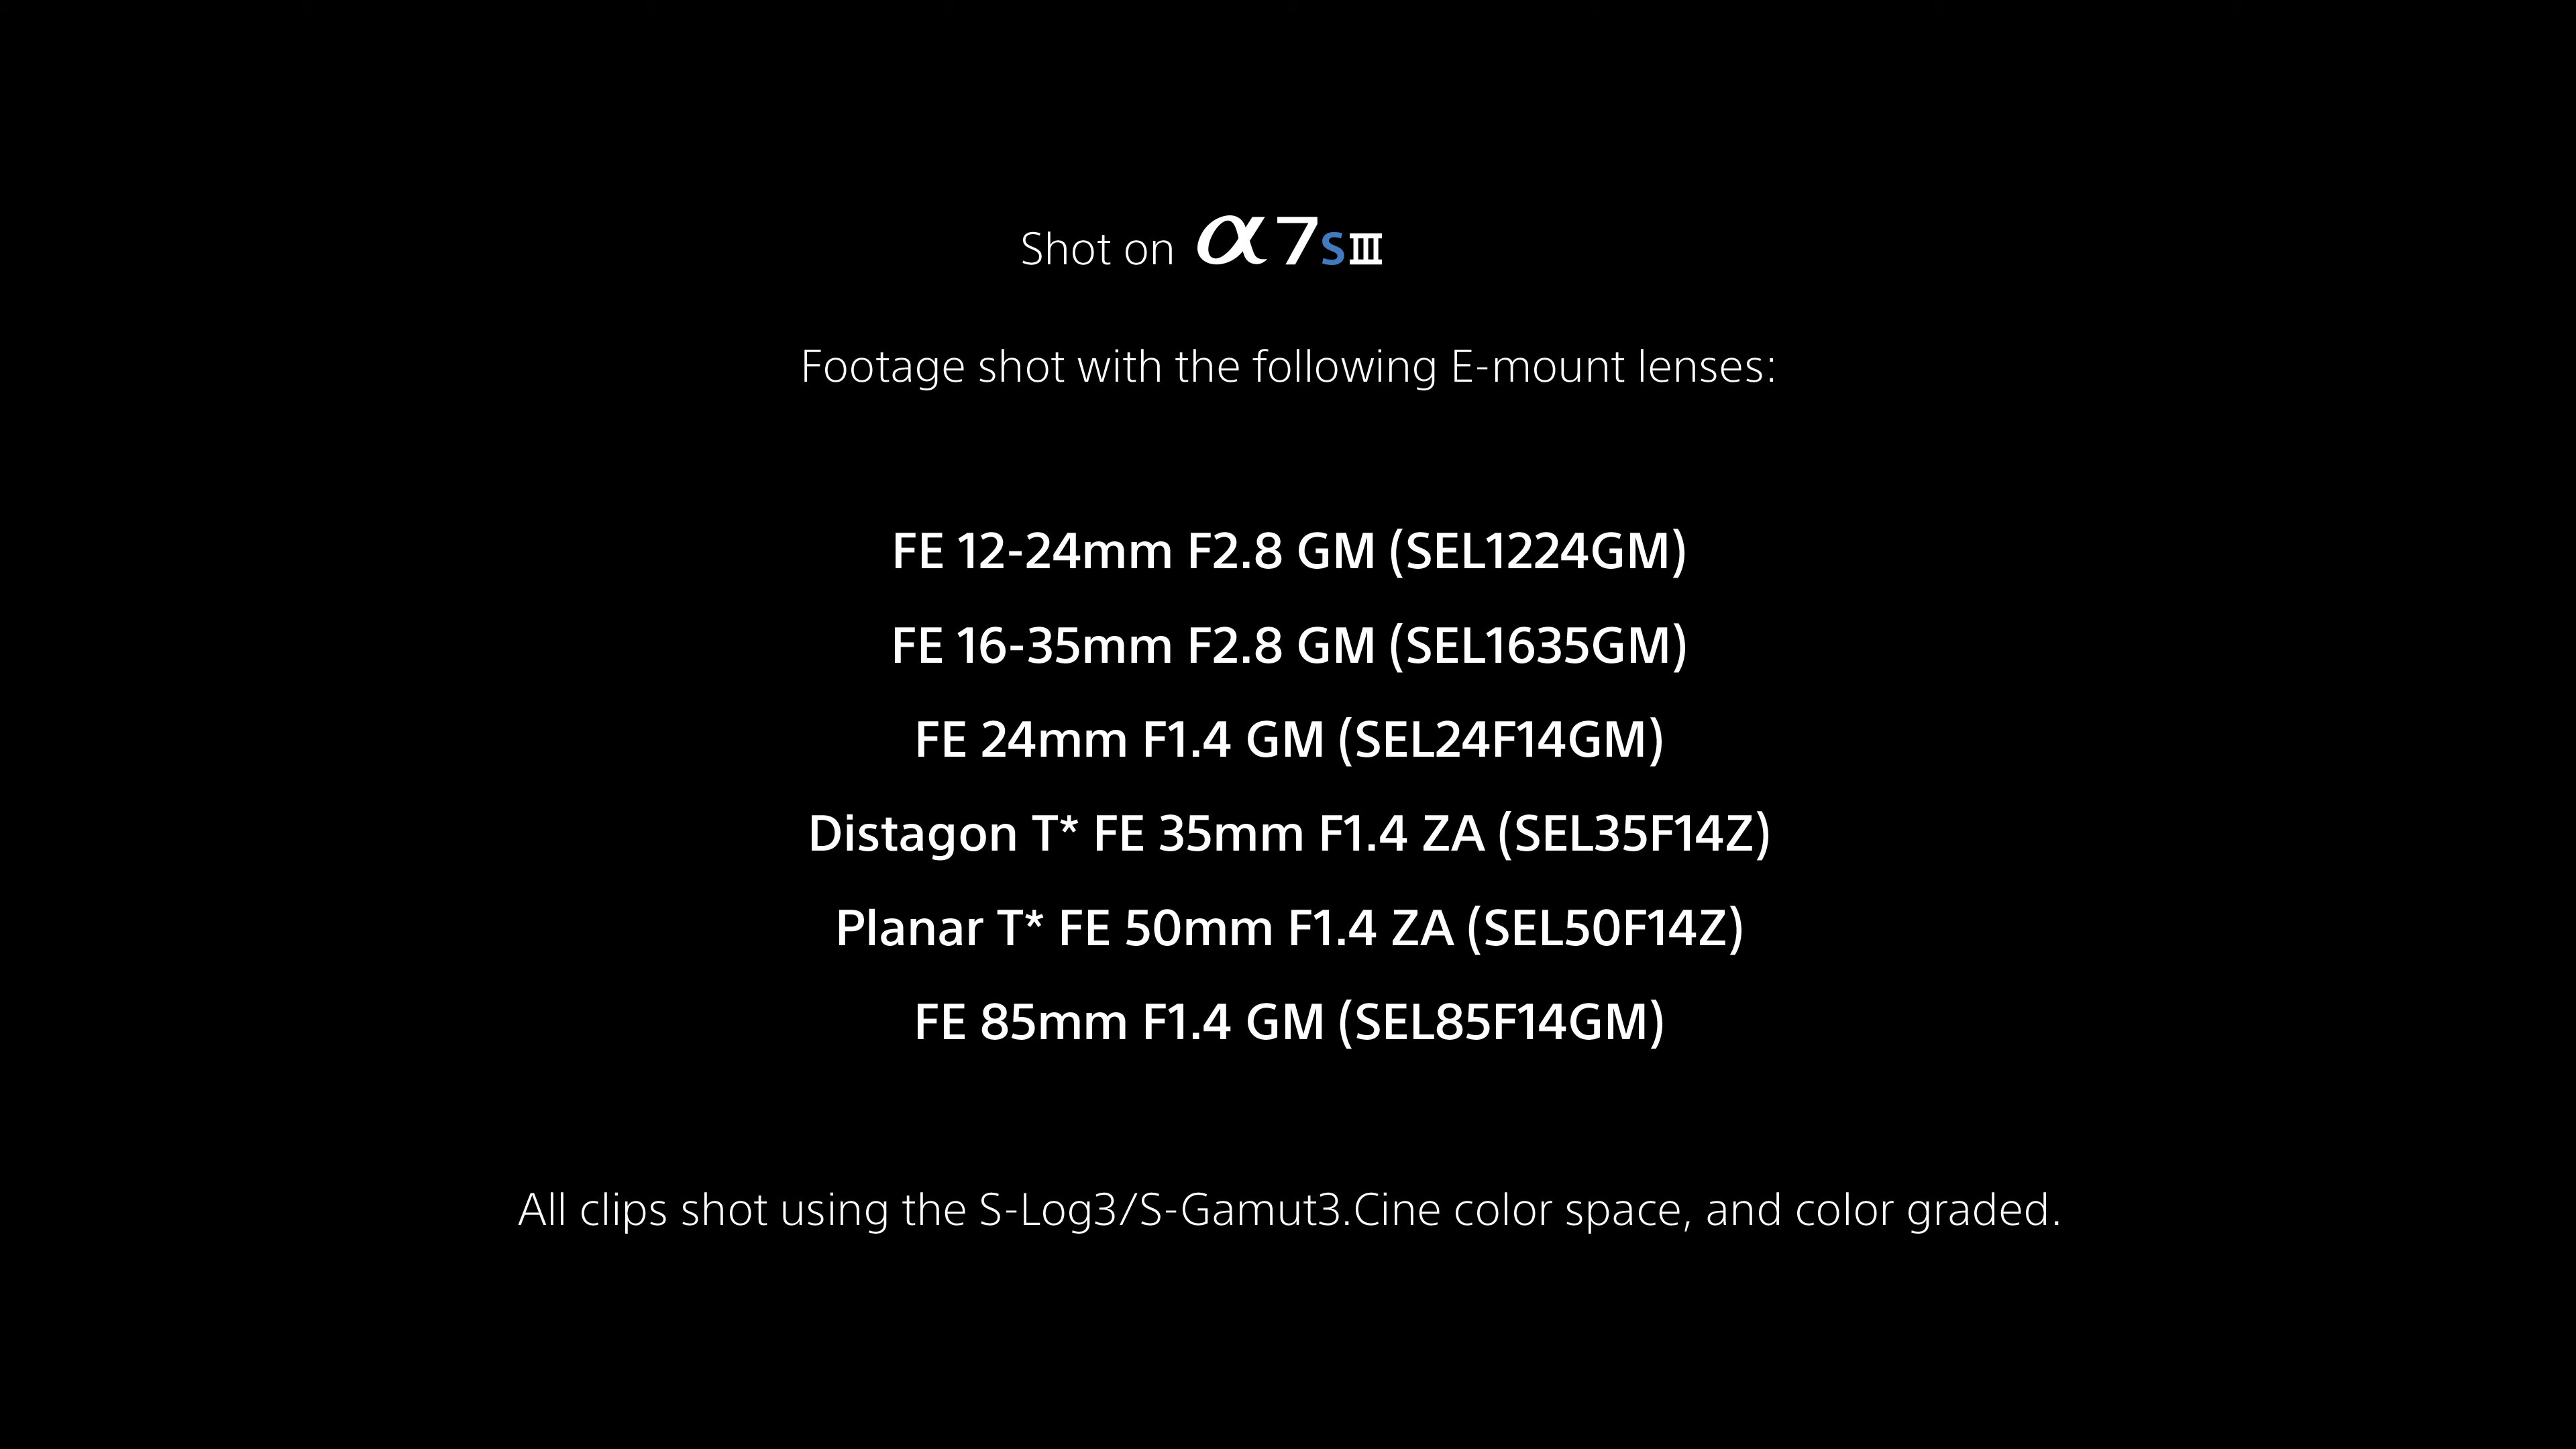 Shot on α7SIII
Footage shot with the following E-mount lenses:
FE 12-24mm F2.8 GM (SEL1224GM)
FE 16-35mm F2.8 GM (SEL1635GM)
FE 24mm F1.4 GM (SEL24F14GM)
Distagon T* FE 35mm F1.4 ZA (SEL35F14Z)
Planar T* FE 50mm F1.4 ZA (SEL50F14Z)
FE 85mm F1.4 GM (SEL85F14GM)
All clips shot using the S-Log3/S-Gamut3.Cine color space, and color graded.